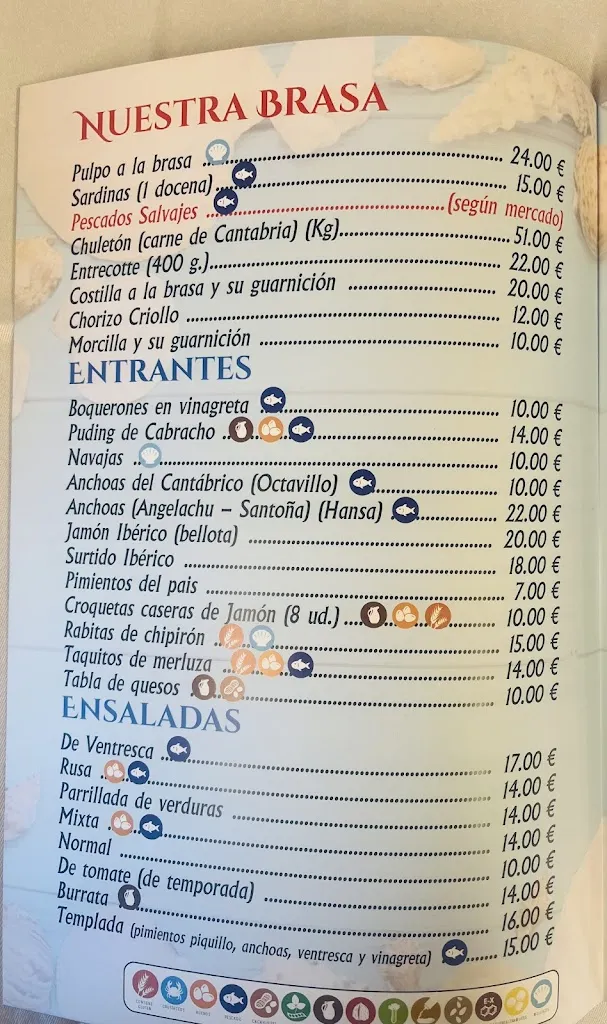 NUESTRA BRASA
Pulpo a la brasa 24.00 €
Sardinas (1 docena) 15.00 €
Pescados Salvajes (según mercado)
Chuletón (carne de Cantabria) (Kg) 51.00 €
Entrecotte (400 g.) 22.00 €
Costilla a la brasa y su guarnición 20.00 €
Chorizo Criollo 12.00 €
Morcilla y su guarnición 10.00 €
ENTRANTES
Boquerones en vinagreta 10.00 €
Puding de Cabracho 14.00 €
Navajas 10.00 €
Anchoas del Cantábrico (Octavillo) 10.00 €
Anchoas (Angelachu – Santoña) (Hansa) 22.00 €
Jamón Ibérico (bellota) 20.00 €
Surtido Ibérico 18.00 €
Pimientos del pais 7.00 €
Croquetas caseras de Jamón (8 ud.) 10.00 €
Rabitas de chipirón 15.00 €
Taquitos de merluza 14.00 €
Tabla de quesos 10.00 €
ENSALADAS
De Ventresca 17.00 €
Rusa 14.00 €
Parrillada de verduras 14.00 €
Mixta 14.00 €
Normal 10.00 €
De tomate (de temporada) 14.00 €
Burrata 16.00 €
Templada (pimientos piquillo, anchoas, ventresca y vinagreta) 15.00 €